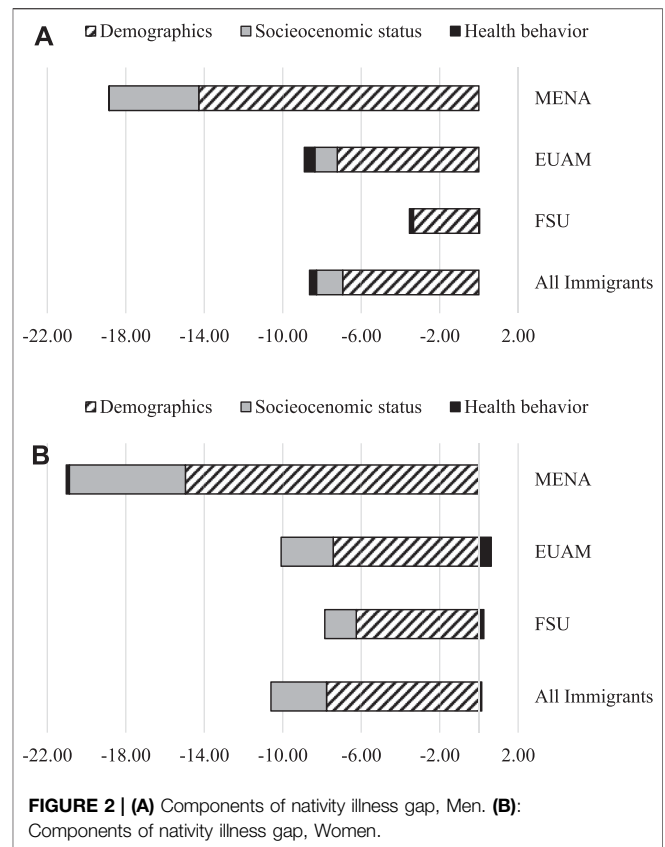 A
Demographics Socieocenomic status Health behavior
MENA
EUAM
FSU
All Immigrants
-22.00 -18.00 -14.00 -10.00 -6.00 -2.00 2.00
Demographics Socieocenomic status Health behavior
B
MENA
EUAM
FSU
All Immigrants
-22.00 -18.00 -14.00 -10.00 -6.00 -2.00 2.00
FIGURE 2 | (A) Components of nativity illness gap, Men. (B):
Components of nativity illness gap, Women.